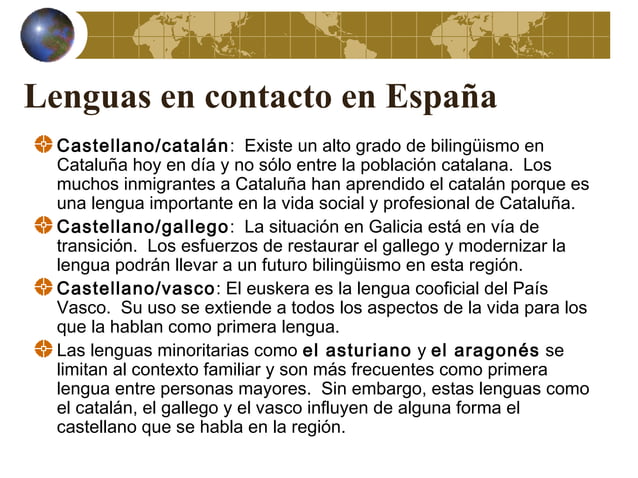 Lenguas en contacto en España
Castellano/catalán:  Existe un alto grado de bilingüismo en
Cataluña hoy en día y no sólo entre la población catalana.  Los
muchos inmigrantes a Cataluña han aprendido el catalán porque es
una lengua importante en la vida social y profesional de Cataluña.
Castellano/gallego:  La situación en Galicia está en vía de
transición.  Los esfuerzos de restaurar el gallego y modernizar la
lengua podrán llevar a un futuro bilingüismo en esta región.
Castellano/vasco: El euskera es la lengua cooficial del País
Vasco.  Su uso se extiende a todos los aspectos de la vida para los
que la hablan como primera lengua.
Las lenguas minoritarias como el asturiano y el aragonés se
limitan al contexto familiar y son más frecuentes como primera
lengua entre personas mayores.  Sin embargo, estas lenguas como
el catalán, el gallego y el vasco influyen de alguna forma el
castellano que se habla en la región.